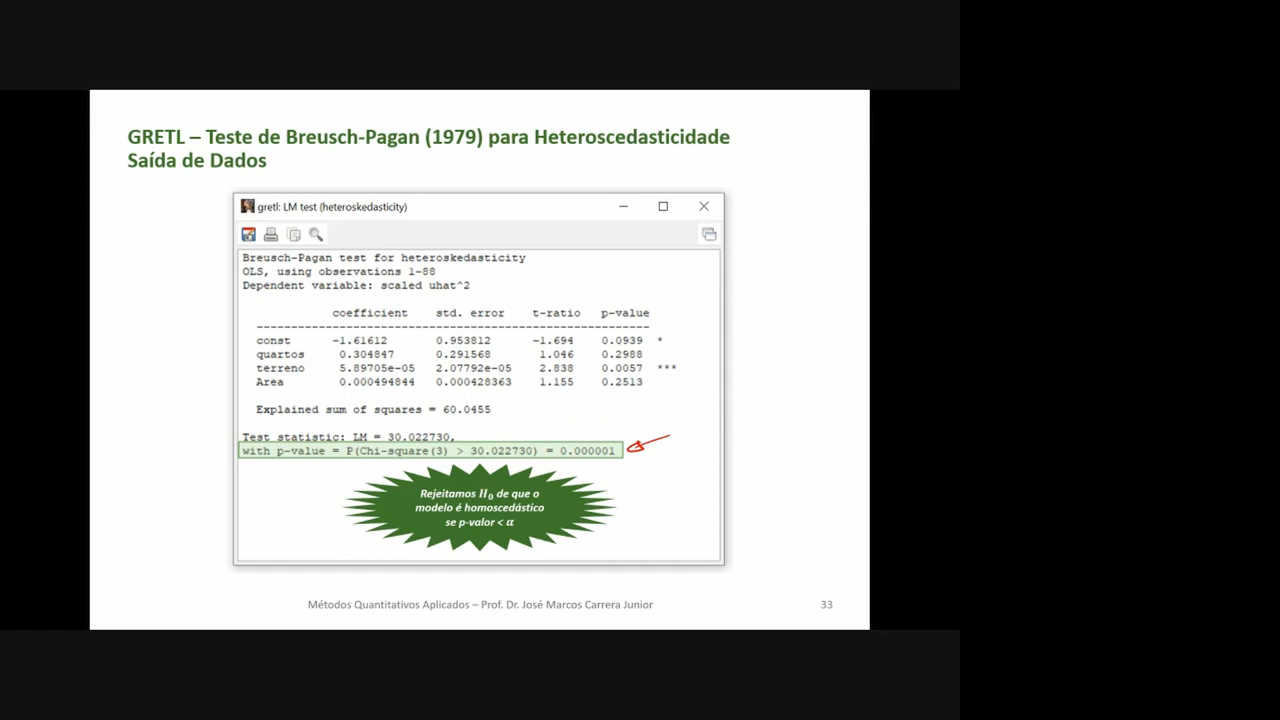 GRETL – Teste de Breusch-Pagan (1979) para Heteroscedasticidade
Saída de Dados
gretl: LM test (heteroskedasticity)
Breusch-Pagan test for heteroskedasticity
OLS, using observations 1-88
Dependent variable: scaled uhat^2
coefficient std. error t-ratio p-value
---------------------------------------------------------
const -1.61612 0.953812 -1.694 0.0939 *
quartos 0.304847 0.291568 1.046 0.2988
terreno 5.89705e-05 2.07792e-05 2.838 0.0057 ***
Area 0.000494844 0.000428363 1.155 0.2513
Explained sum of squares = 60.0455
Test statistic: LM = 30.022730,
with p-value = P(Chi-square(3) > 30.022730) = 0.000001
Rejeitamos H₀ de que o
modelo é homoscedástico
se p-valor < α
Métodos Quantitativos Aplicados – Prof. Dr. José Marcos Carrera Junior
33